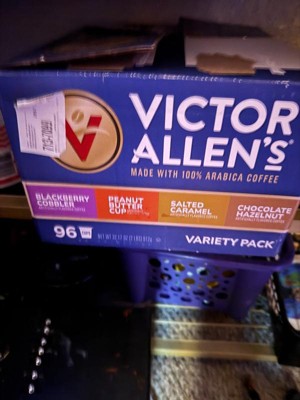 VICTOR
ALLEN'S
MADE WITH 100% ARABICA COFFEE
BLACKBERRY
COBBLER
PEANUT
BUTTER
CUP
SALTED
CARAMEL
CHOCOLATE
HAZELNUT
96
VARIETY PACK